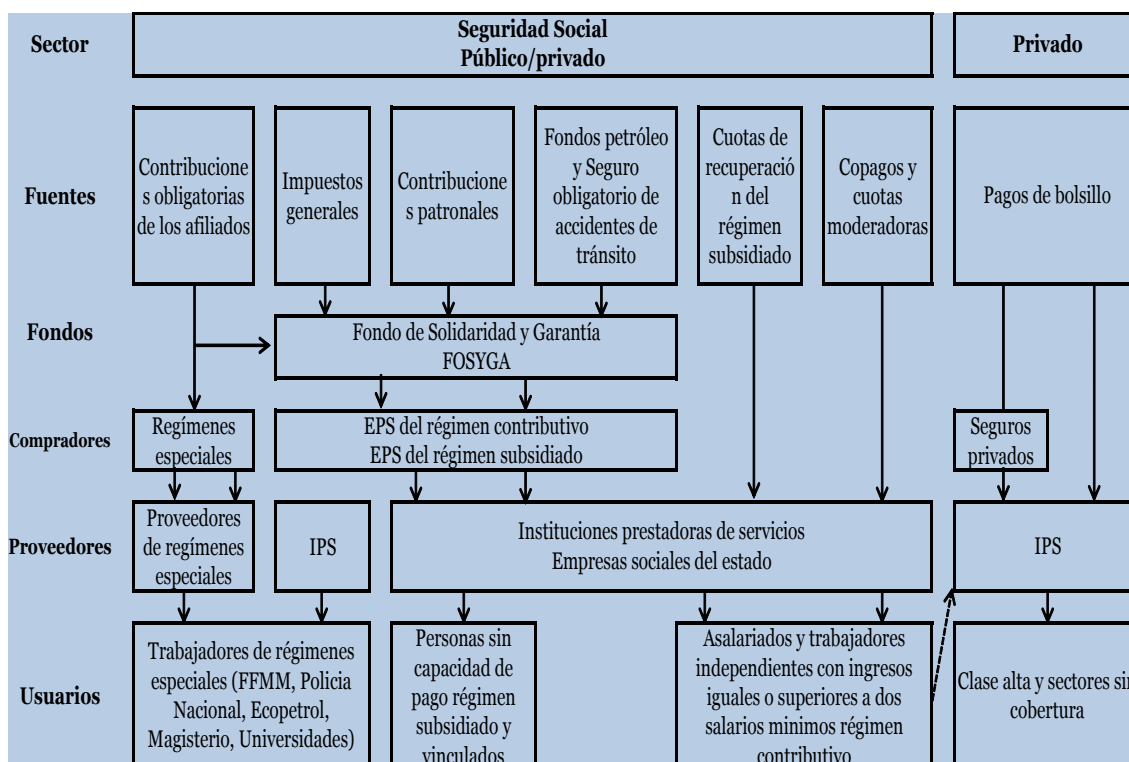 Sector
Seguridad Social
Público/privado
Privado
Fuentes
Contribucione
s obligatorias
de los afiliados
Impuestos
generales
Contribucione
s patronales
Fondos petróleo
y Seguro
obligatorio de
accidentes de
tránsito
Cuotas de
recuperació
n del
régimen
subsidiado
Copagos y
cuotas
moderadoras
Pagos de bolsillo
Fondos
Fondo de Solidaridad y Garantía
FOSYGA
Compradores
Regímenes
especiales
EPS del régimen contributivo
EPS del régimen subsidiado
Seguros
privados
Proveedores
Proveedores
de regímenes
especiales
IPS
Instituciones prestadoras de servicios
Empresas sociales del estado
IPS
Usuarios
Trabajadores de régimenes
especiales (FFMM, Policia
Nacional, Ecopetrol,
Magisterio, Universidades)
Personas sin
capacidad de
pago régimen
subsidiado y
vinculados
Asalariados y trabajadores
independientes con ingresos
iguales o superiores a dos
salarios minimos régimen
contributivo
Clase alta y sectores sin
cobertura